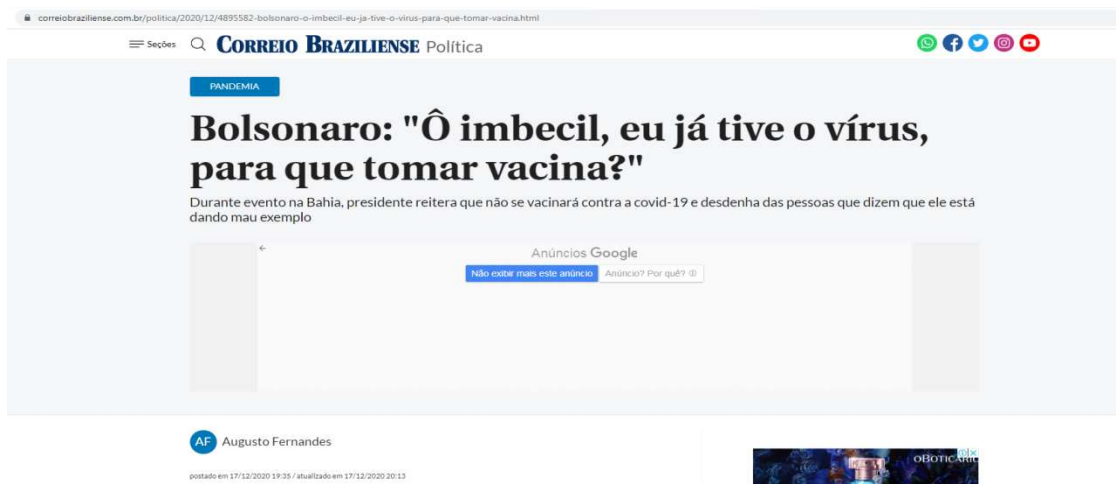 correiobraziliense.com.br/politica/2020/12/4895582-bolsonaro-o-imbecil-eu-ja-tive-o-virus-para-que-tomar-vacina.html
Seções CORREIO BRAZILIENSE Política
PANDEMIA
Bolsonaro: "Ô imbecil, eu já tive o vírus,
para que tomar vacina?"
Durante evento na Bahia, presidente reitera que não se vacinará contra a covid-19 e desdenha das pessoas que dizem que ele está
dando mau exemplo
Anúncios Google
Não exibir mais este anúncio Anúncio? Por quê?
AF Augusto Fernandes
postado em 17/12/2020 19:35 / atualizado em 17/12/2020 20:13
oBOTICÁRIO